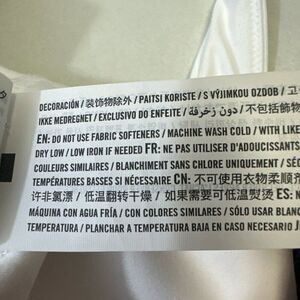 DECORACIÓN / 装饰物除外 / PAITSI KORISTE / S VÝJIMKOU OZDOB / 고
IKKE MEDREGNET / EXCLUSIVO DO ENFEITE / دون زخرفة / 不包括飾物
EN: DO NOT USE FABRIC SOFTENERS / MACHINE WASH COLD / WITH LIKE
DRY LOW / LOW IRON IF NEEDED FR: NE PAS UTILISER D'ADOUCISSANTS
COULEURS SIMILAIRES / BLANCHIMENT SANS CHLORE UNIQUEMENT / SÉC
TEMPÉRATURES BASSES SI NÉCESSAIRE CN: 不可使用衣物柔顺
许非氯漂 / 低温翻转干燥 / 如果需要可低温熨烫 ES: NO
MÁQUINA CON AGUA FRÍA / CON COLORES SIMILARES / SÓLO USAR BLAN
TEMPERATURA / PLANCHAR A TEMPERATURA BAJA EN CASO NECESARIO